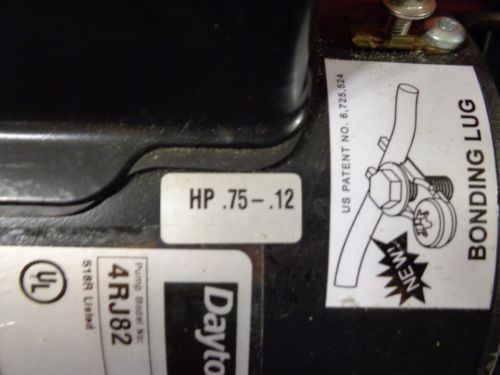 HP .75-.12
US PATENT NO. 6,725,524
BONDING LUG
NEW!
Dayto
Pump Model No:
4RJ82
518R Listed
UL